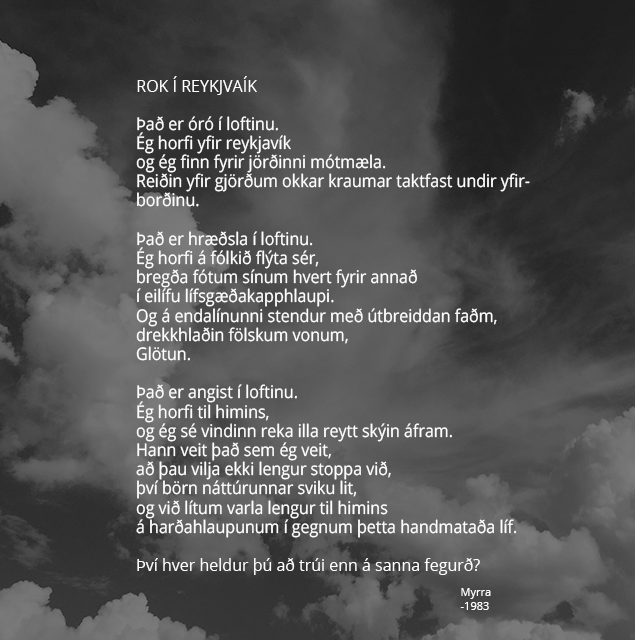 ROK Í REYKJVAÍK
Það er óró í loftinu.
Ég horfi yfir reykjavík
og ég finn fyrir jörðinni mótmæla.
Reiðin yfir gjörðum okkar kraumar taktfast undir yfir-
borðinu.
Það er hræðsla í loftinu.
Ég horfi á fólkið flýta sér,
bregða fótum sínum hvert fyrir annað
í eilífu lífsgæðakapphlaupi.
Og á endalínunni stendur með útbreiddan faðm,
drekkhlaðin fölskum vonum,
Glötun.
Það er angist í loftinu.
Ég horfi til himins,
og ég sé vindinn reka illa reytt skýin áfram.
Hann veit það sem ég veit,
að þau vilja ekki lengur stoppa við,
því börn náttúrunnar sviku lit,
og við lítum varla lengur til himins
á harðahlaupunum í gegnum þetta handmataða líf.
Því hver heldur þú að trúi enn á sanna fegurð?
Myrra
-1983